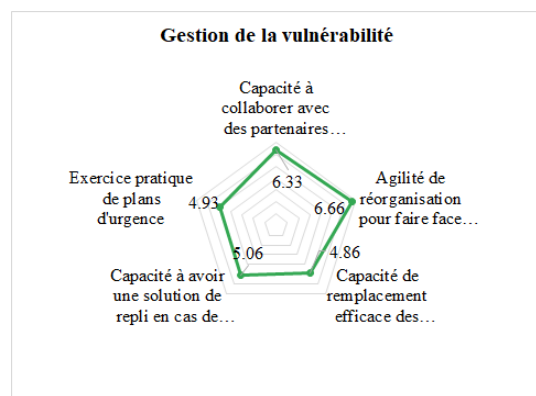 Gestion de la vulnérabilité
Capacité à
collaborer avec
des partenaires…
6.33
Agilité de
réorganisation
pour faire face…
6.66
4.86
Capacité de
remplacement
efficace des…
5.06
Capacité à avoir
une solution de
repli en cas de…
Exercice pratique
de plans
d'urgence
4.93